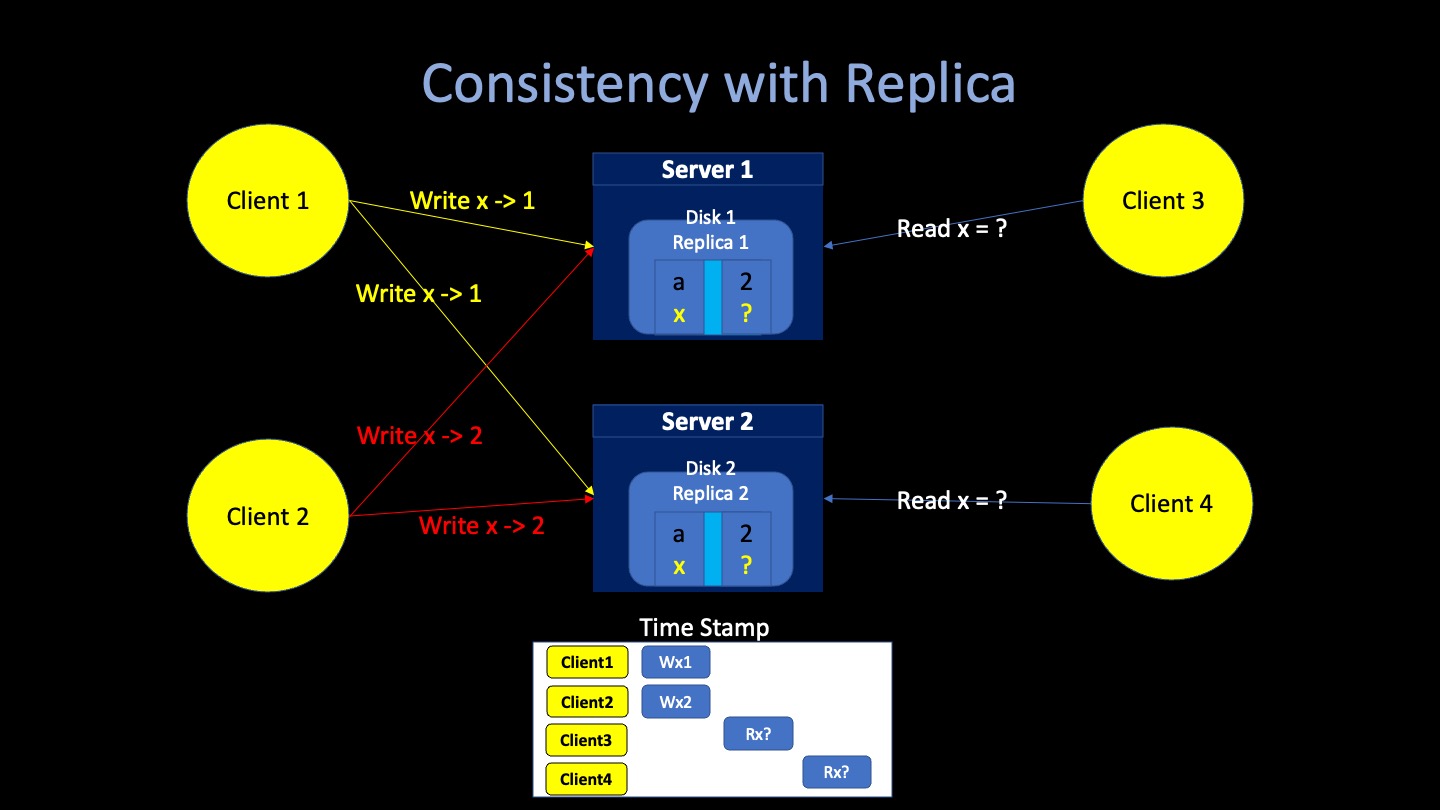 Consistency with Replica
Client 1
Write x -> 1
Write x -> 1
Client 2
Write x -> 2
Write x -> 2
Server 1
Disk 1
Replica 1
a 2
x ?
Server 2
Disk 2
Replica 2
a 2
x ?
Client 3
Read x = ?
Client 4
Read x = ?
Time Stamp
Client1 Wx1
Client2 Wx2
Client3 Rx?
Client4 Rx?